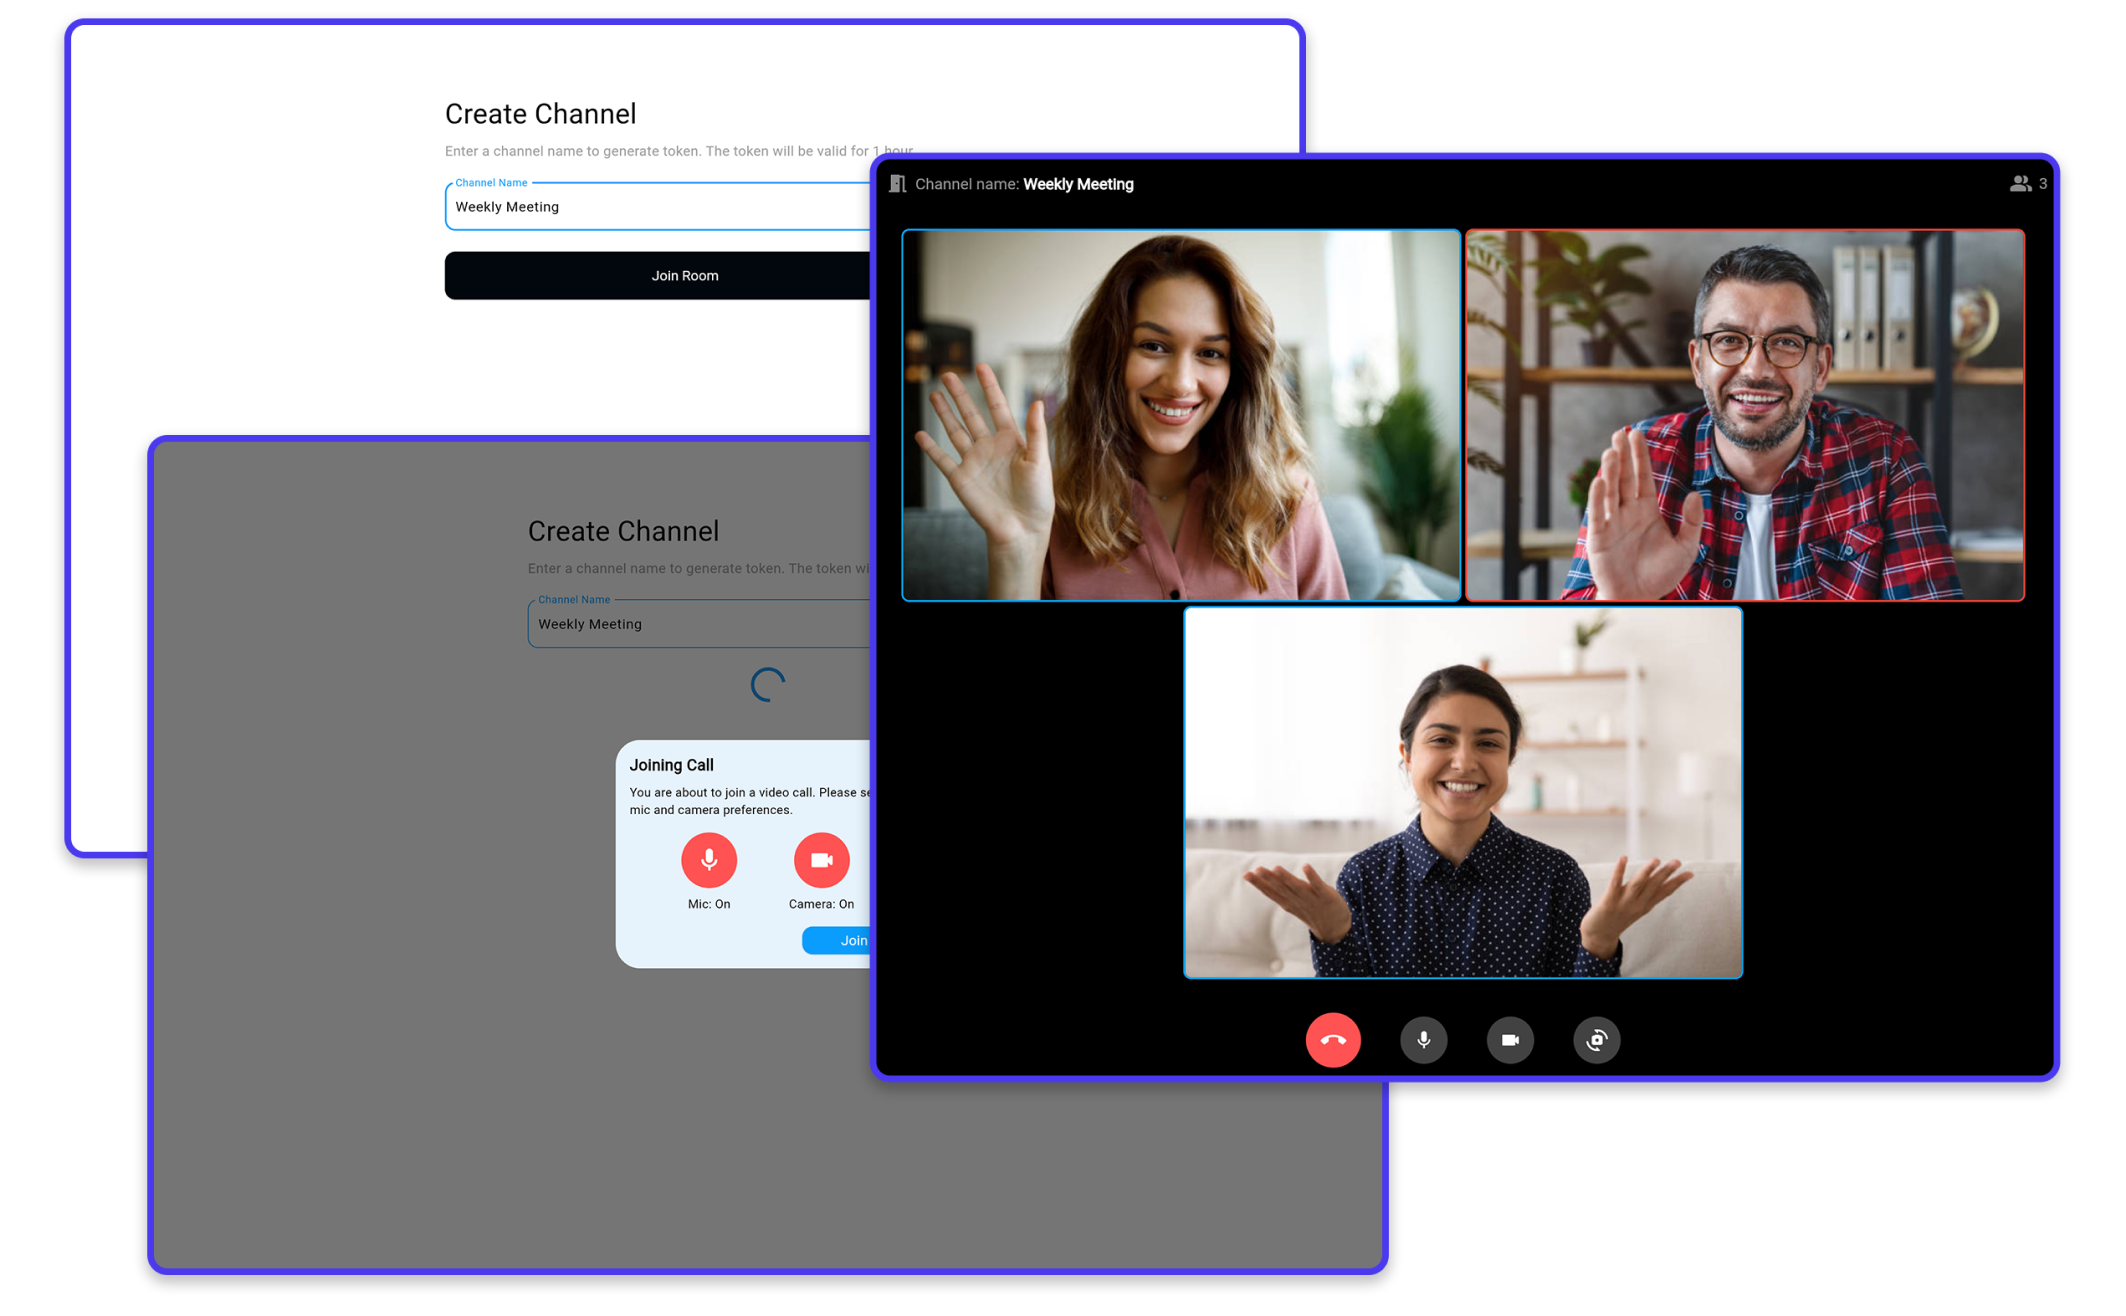 Create Channel
Enter a channel name to generate token. The token will be valid for 1 hour
Channel Name
Weekly Meeting
Join Room
Create Channel
Enter a channel name to generate token. The token
Channel Name
Weekly Meeting
Joining Call
You are about to join a video call. Please
mic and camera preferences.
Mic: On
Camera: On
Join
Channel name: Weekly Meeting
3